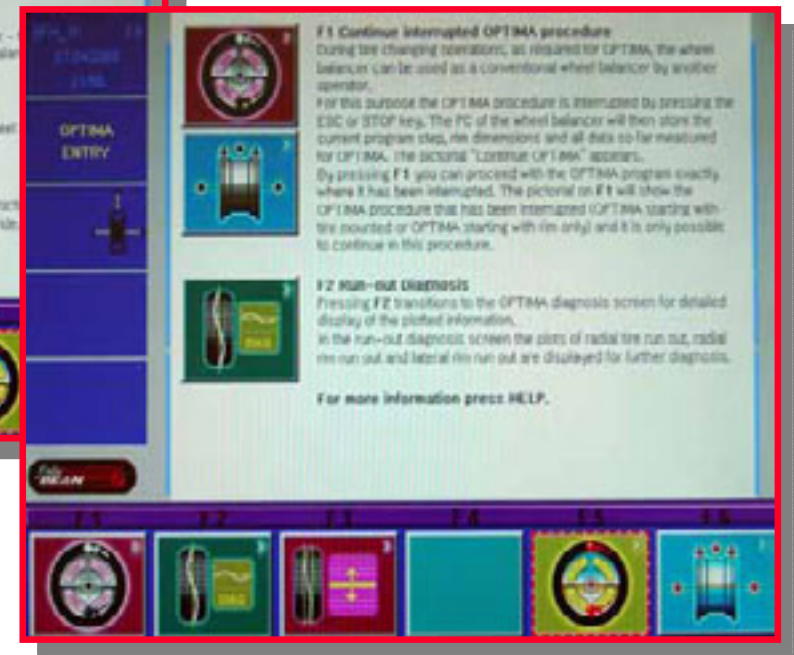 OPTIMA
ENTRY
F1 Continue interrupted OPTIMA procedure
During tire changing operations, as required for OPTIMA, the wheel
balancer can be used as a conventional wheel balancer by another
operator.
For this purpose the OPTIMA procedure is interrupted by pressing the
ESC or STOP key. The PC of the wheel balancer will then store the
current program step, rim dimensions and all data so far measured
for OPTIMA. The pictorial "Continue OPTIMA" appears.
By pressing F1 you can proceed with the OPTIMA program exactly
where it has been interrupted. The pictorial on F1 will show the
OPTIMA procedure that has been interrupted (OPTIMA starting with
tire mounted or OPTIMA starting with rim only) and it is only possible
to continue in this procedure.
F2 Run-out Diagnosis
Pressing F2 transitions to the OPTIMA diagnosis screen for detailed
display of the plotted information.
In the run-out diagnosis screen the plots of radial tire run out, radial
rim run out and lateral rim run out are displayed for further diagnosis.
For more information press HELP.
BEAN
F1 F2 F3 F4 F5 F6